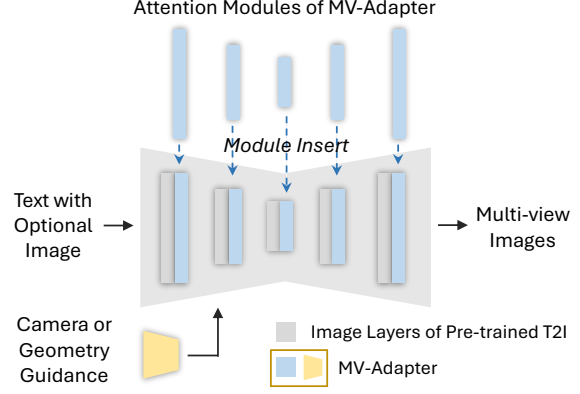 Attention Modules of MV-Adapter
Module Insert
Text with
Optional
Image
Multi-view
Images
Camera or
Geometry
Guidance
Image Layers of Pre-trained T2I
MV-Adapter